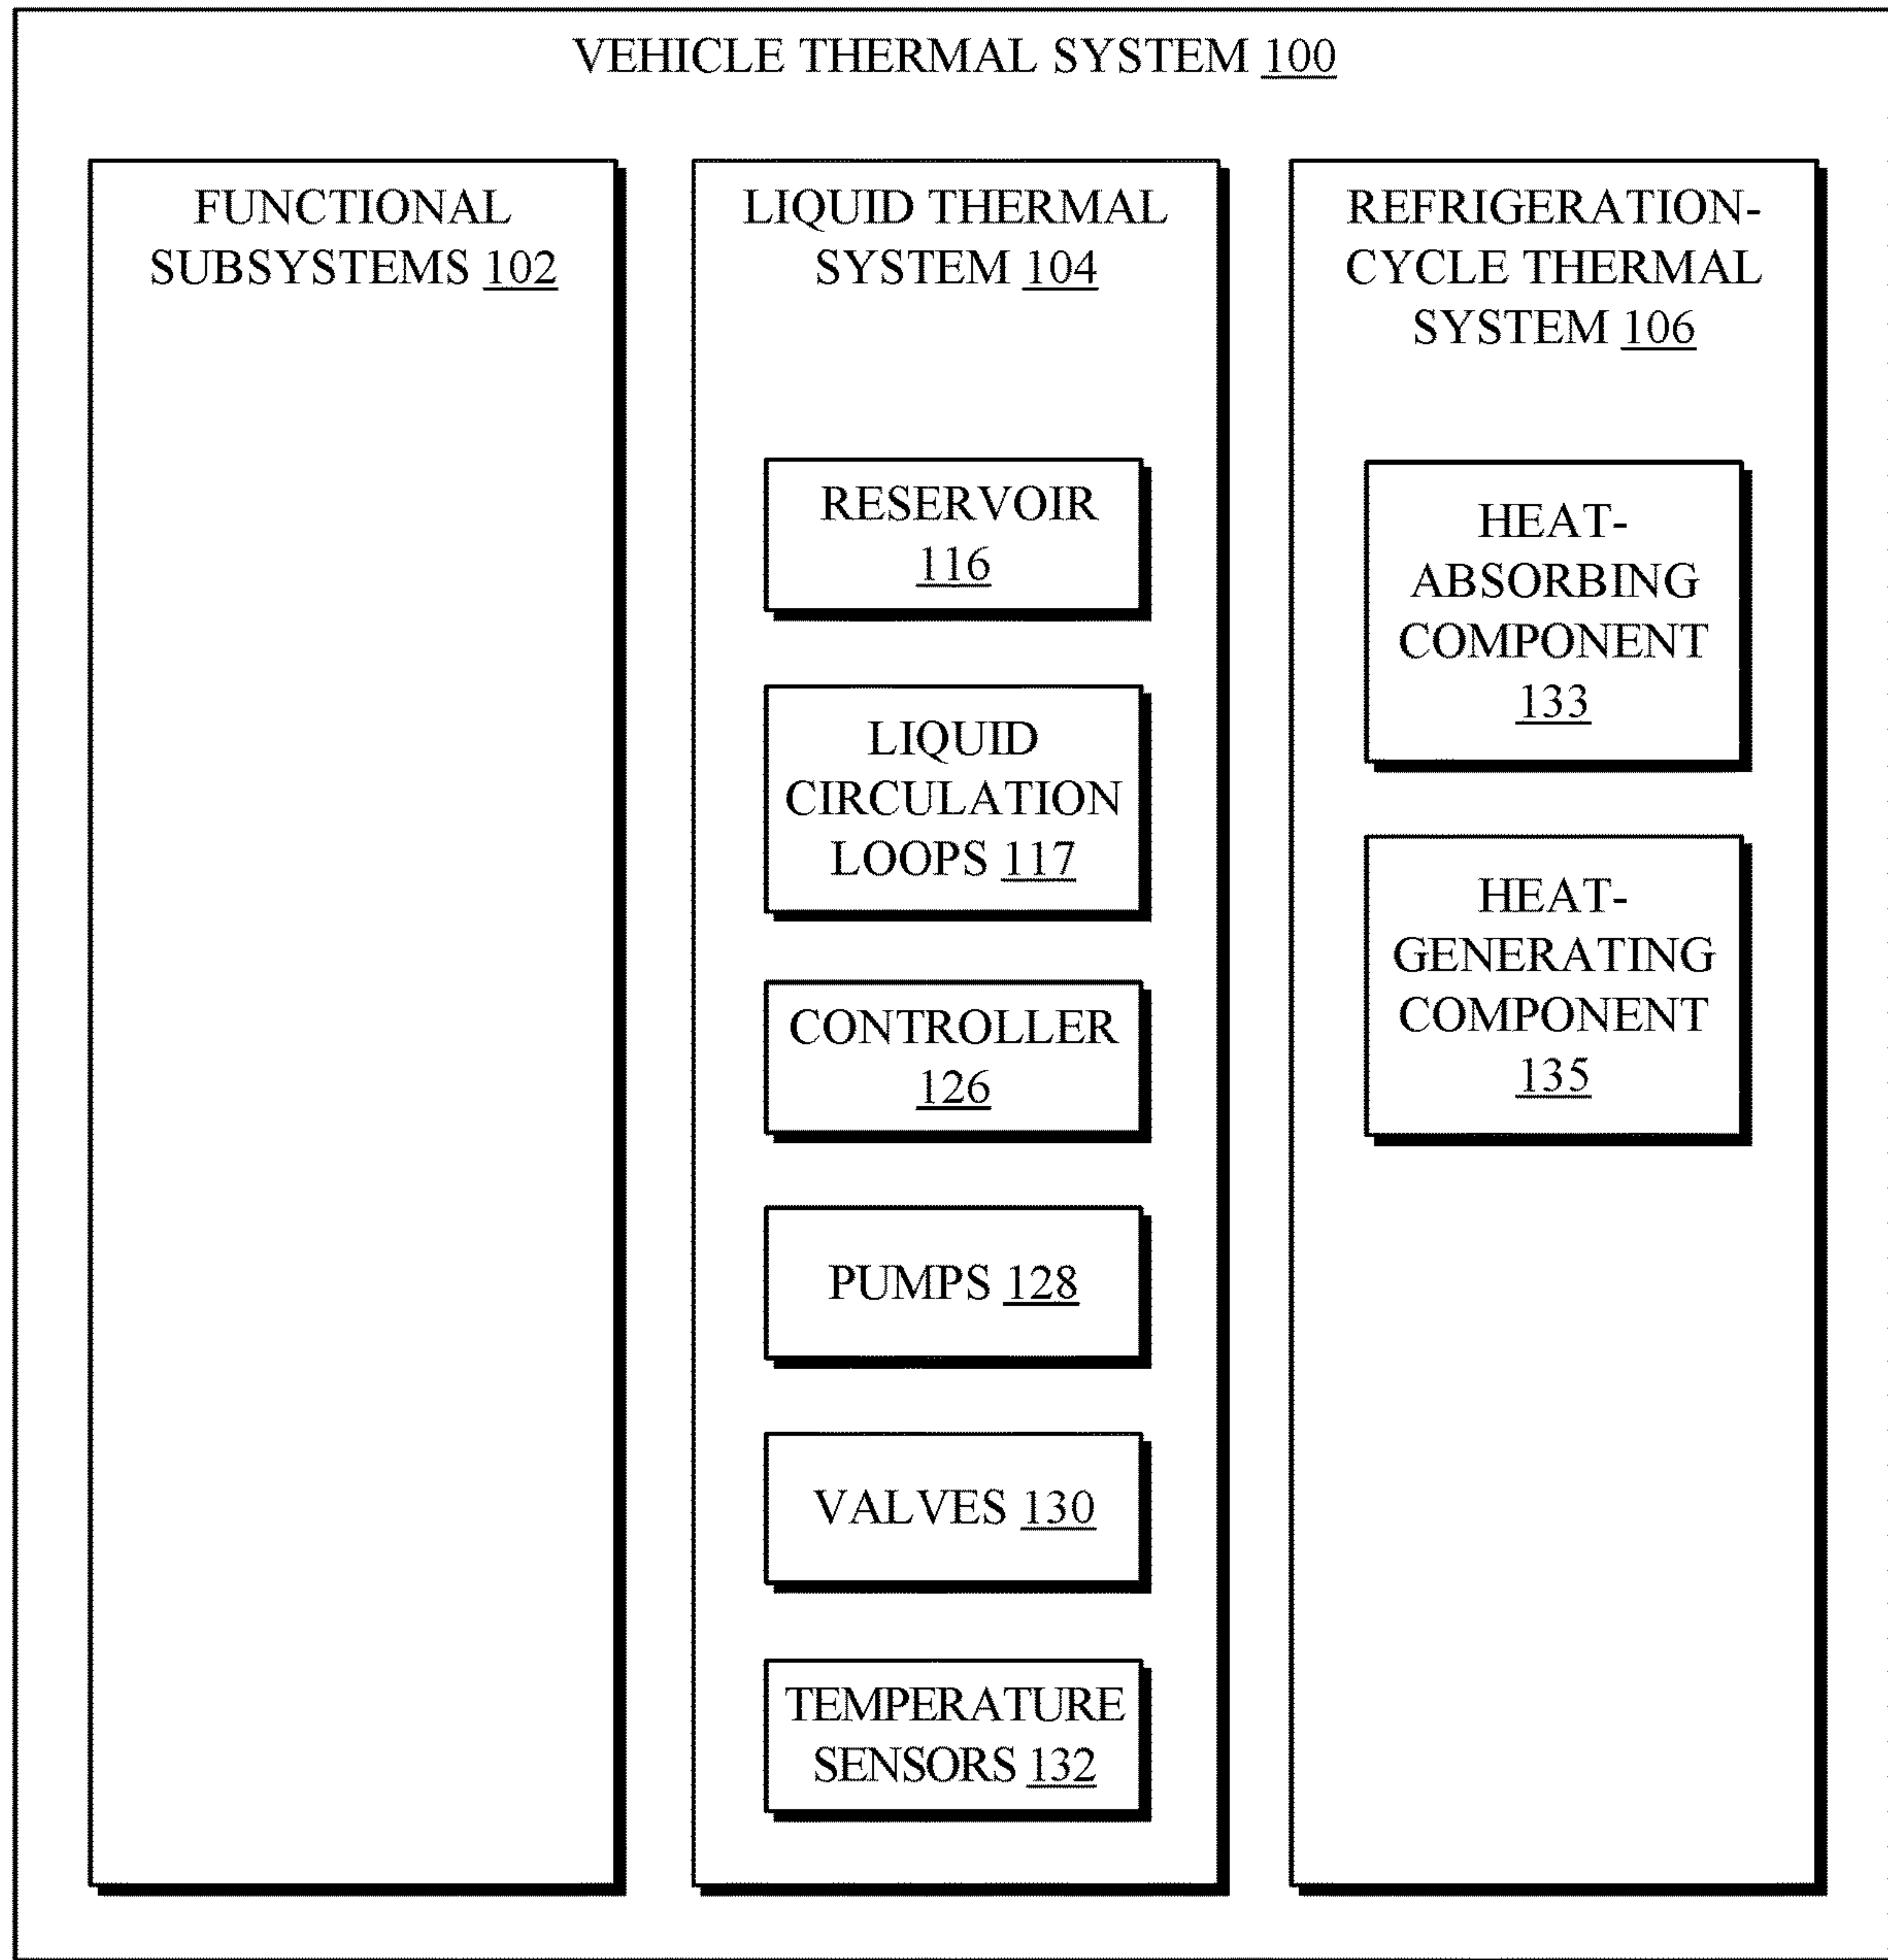 VEHICLE THERMAL SYSTEM 100
FUNCTIONAL
SUBSYSTEMS 102
LIQUID THERMAL
SYSTEM 104
RESERVOIR
116
LIQUID
CIRCULATION
LOOPS 117
CONTROLLER
126
PUMPS 128
VALVES 130
TEMPERATURE
SENSORS 132
REFRIGERATION-
CYCLE THERMAL
SYSTEM 106
HEAT-
ABSORBING
COMPONENT
133
HEAT-
GENERATING
COMPONENT
135